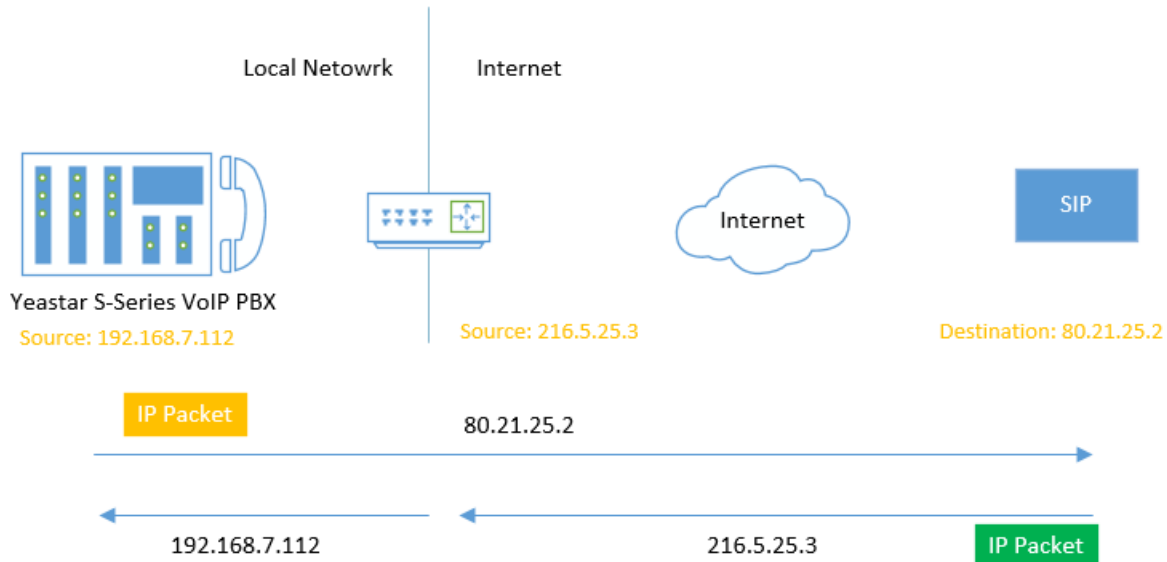 Local Netowrk
Internet
Internet
SIP
Yeastar S-Series VoIP PBX
Source: 192.168.7.112
Source: 216.5.25.3
Destination: 80.21.25.2
IP Packet
80.21.25.2
192.168.7.112
216.5.25.3
IP Packet